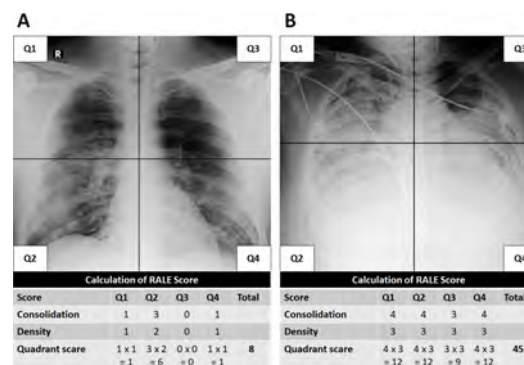 A
Q1
R
Q3
Q2
Q4
Calculation of RALE Score
Score Q1 Q2 Q3 Q4 Total
Consolidation 1 3 0 1
Density 1 2 0 1
Quadrant score 1 x 1 3 x 2 0 x 0 1 x 1 8
= 1 = 6 = 0 = 1
B
Q1
Q3
Q2
Q4
Calculation of RALE Score
Score Q1 Q2 Q3 Q4 Total
Consolidation 4 4 3 4
Density 3 3 3 3
Quadrant score 4 x 3 4 x 3 3 x 3 4 x 3 45
= 12 = 12 = 9 = 12